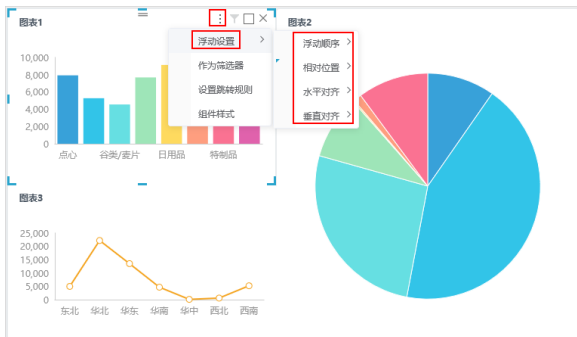 图表1
10,000
8,000
6,000
4,000
2,000
0
点心 谷类/麦片 日用品 特制品
浮动设置
作为筛选器
设置跳转规则
组件样式
浮动顺序
相对位置
水平对齐
垂直对齐
图表2
图表3
25,000
20,000
15,000
10,000
5,000
0
东北 华北 华东 华南 华中 西北 西南